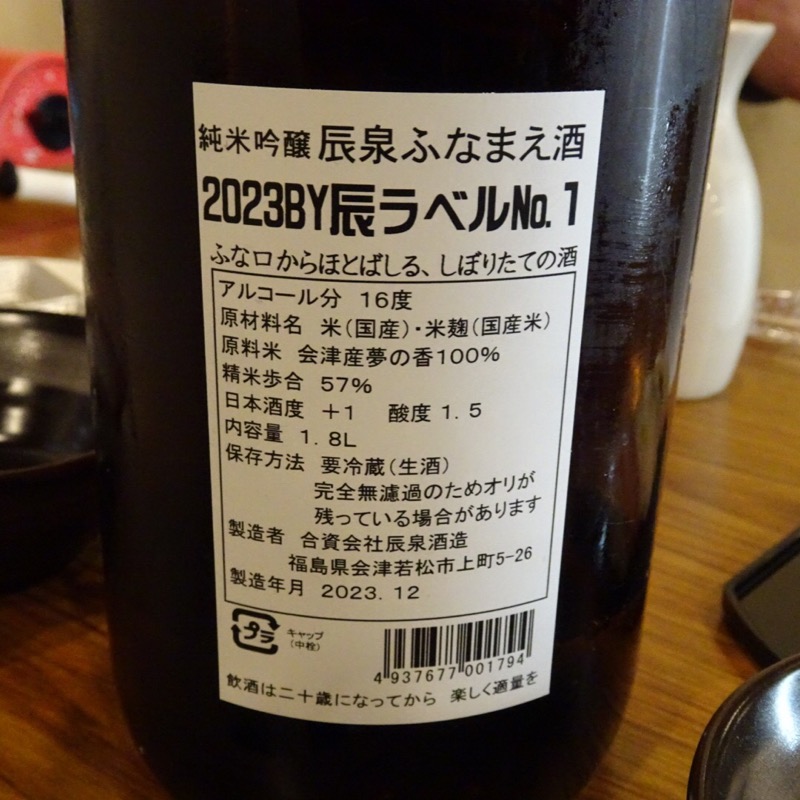 純米吟醸 辰泉ふなまえ酒
2023BY辰ラベルNo.1
ふな口からほとばしる、しぼりたての酒
アルコール分 16度
原材料名 米(国産)・米麹(国産米)
原料米 会津産夢の香100%
精米歩合 57%
日本酒度 +1 酸度 1.5
内容量 1.8L
保存方法 要冷蔵(生酒)
完全無濾過のためオリが
残っている場合があります
製造者 合資会社辰泉酒造
福島県会津若松市上町5-26
製造年月 2023.12
プラ キャップ
(中栓)
4 937677 001794
飲酒は二十歳になってから 楽しく適量を